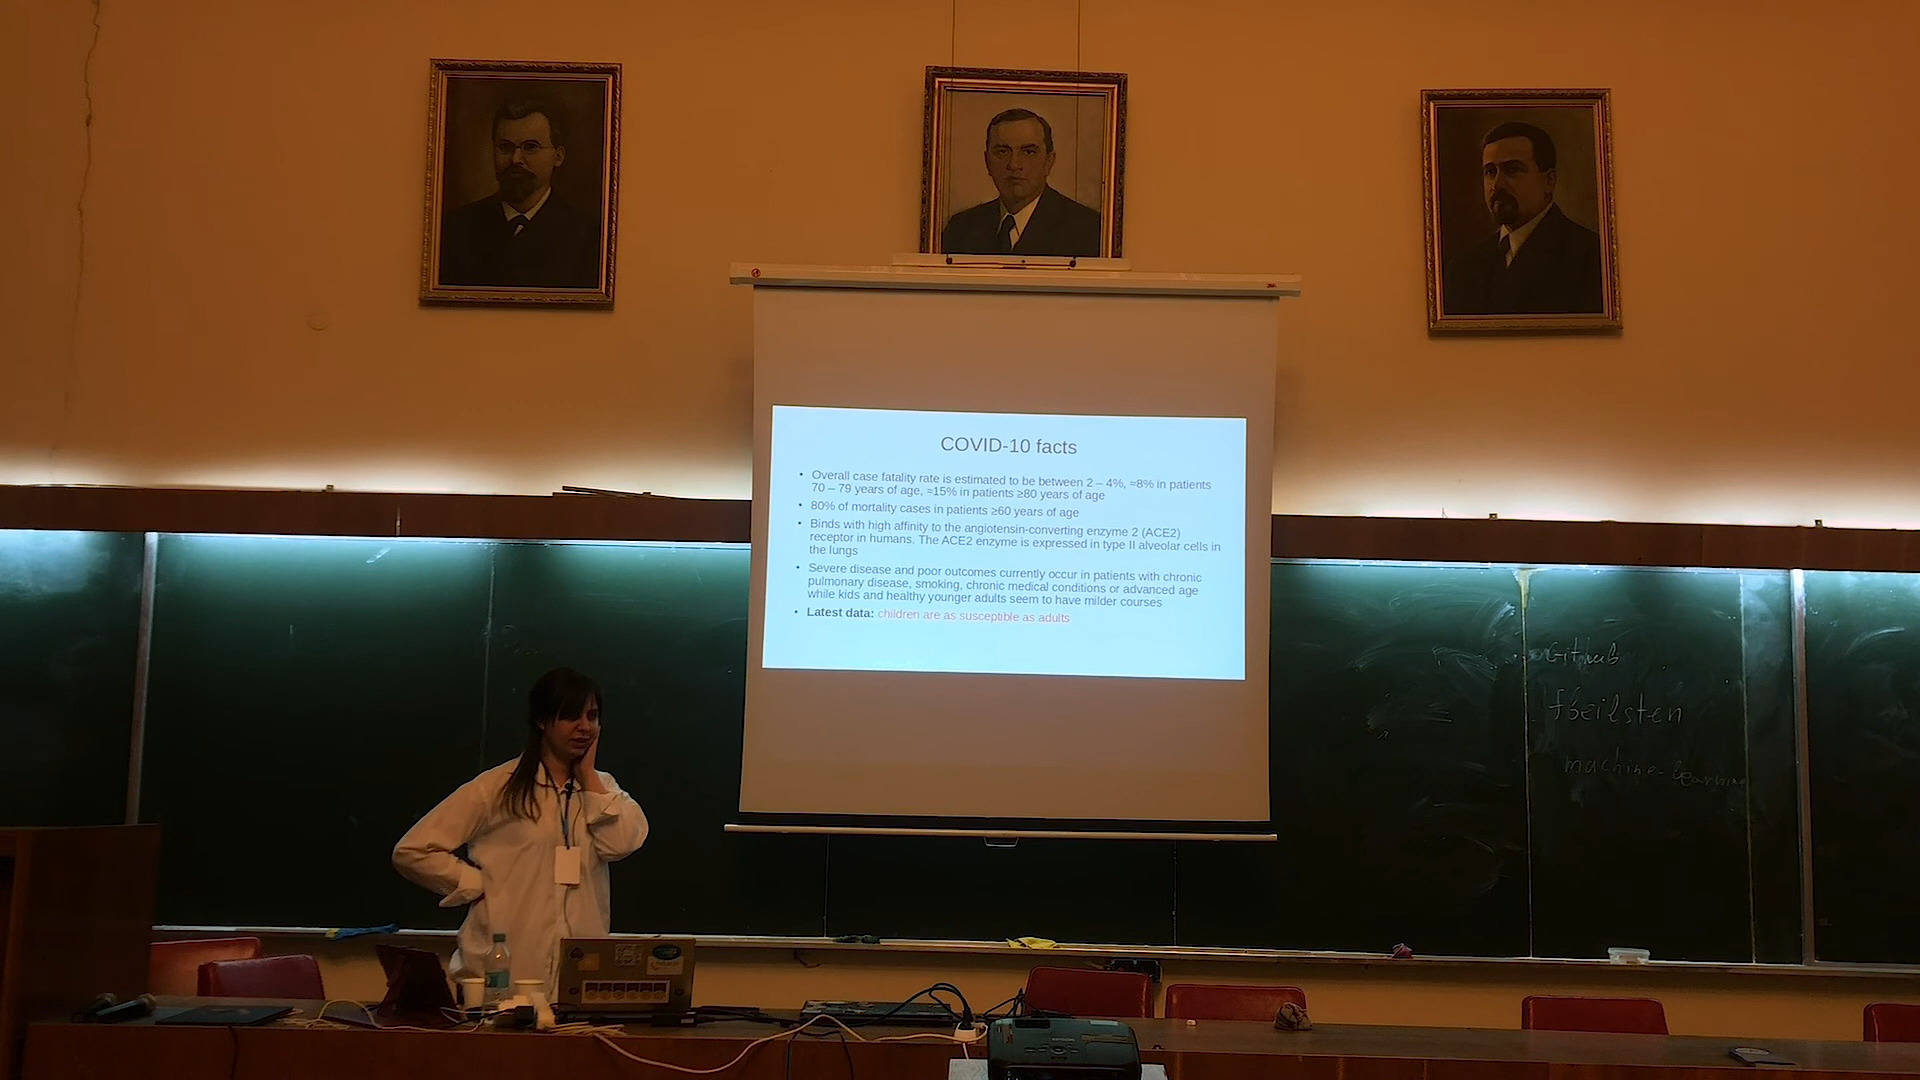 COVID-10 facts
• Overall case fatality rate is estimated to be between 2 – 4%, ≈8% in patients
70 – 79 years of age, ≈15% in patients ≥80 years of age
• 80% of mortality cases in patients ≥60 years of age
• Binds with high affinity to the angiotensin-converting enzyme 2 (ACE2)
receptor in humans. The ACE2 enzyme is expressed in type II alveolar cells in
the lungs
• Severe disease and poor outcomes currently occur in patients with chronic
pulmonary disease, smoking, chronic medical conditions or advanced age
while kids and healthy younger adults seem to have milder courses
• Latest data: children are as susceptible as adults
Github
fbeilsten
machine-learning